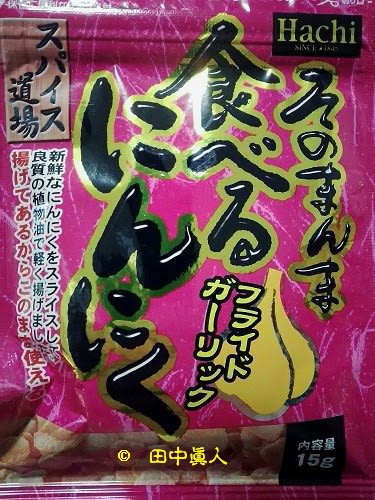 Hachi
SINCE 1845
そのまんま
食べる
にんにく
フライド
ガーリック
スパイス
道場
新鮮なにんにくをスライスし、
良質の植物油で軽く揚げまし
揚げてあるからこのまま使える
内容量
15g
© 田中眞人